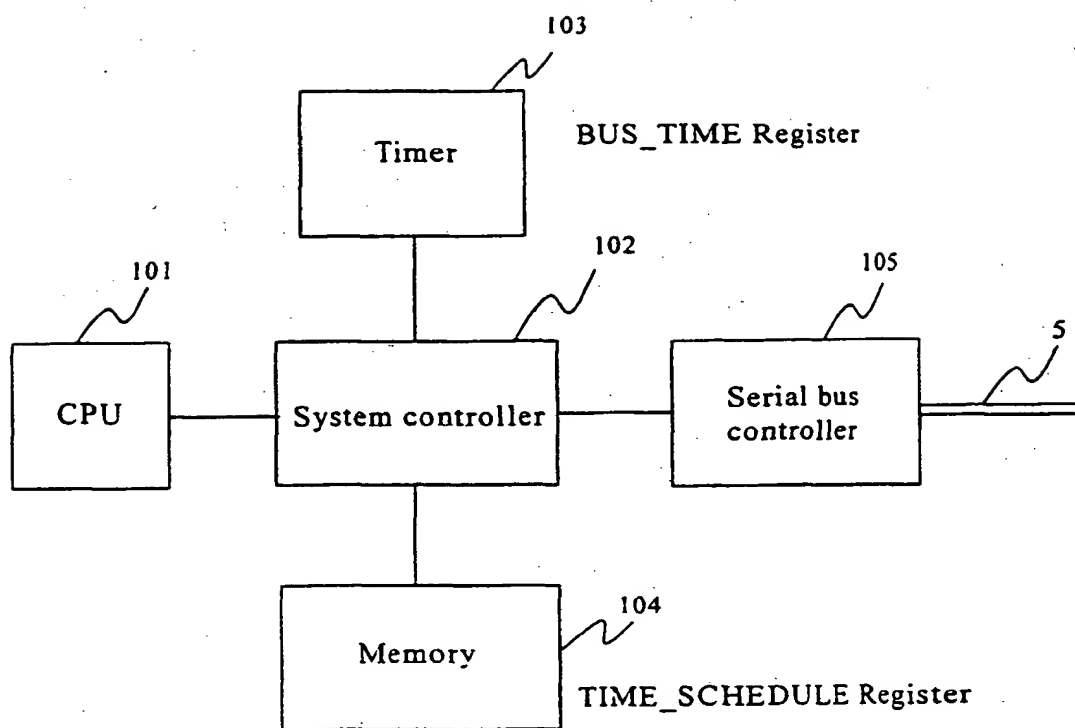 103
Timer
BUS_TIME Register
101
102
105
5
CPU
System controller
Serial bus
controller
104
Memory
TIME_SCHEDULE Register